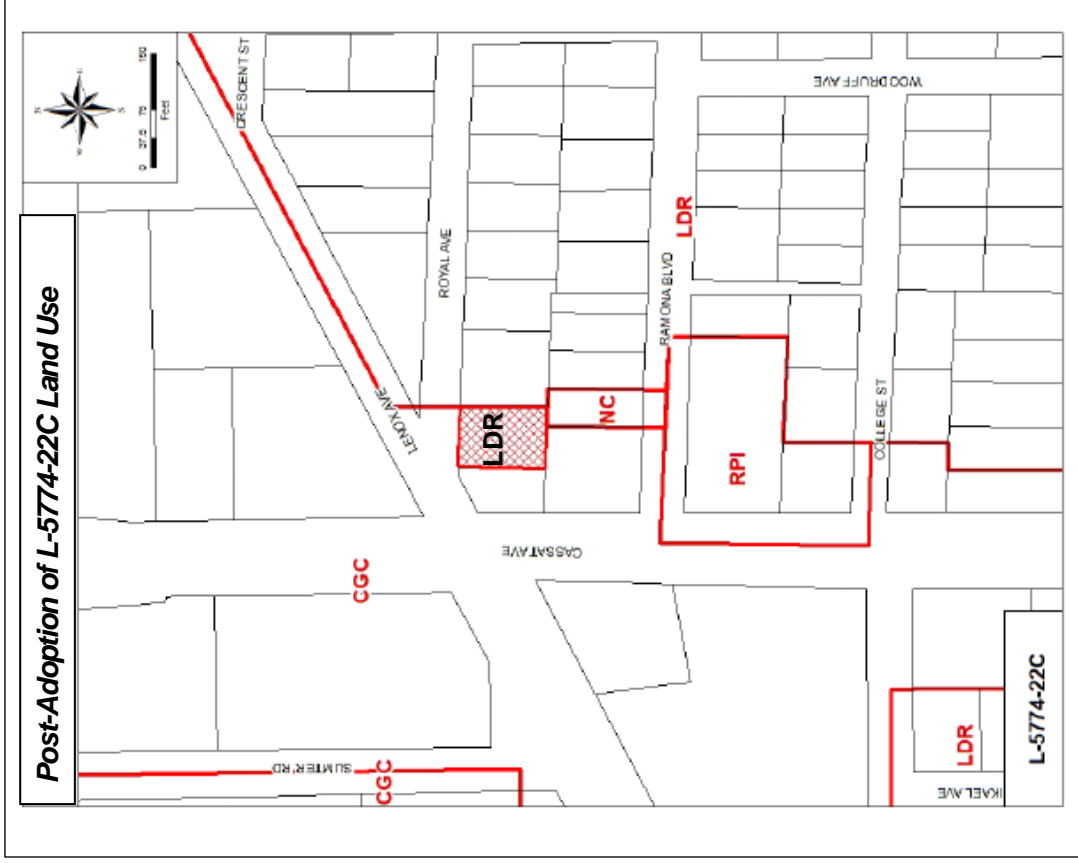 Post-Adoption of L-5774-22C Land Use
N
W
E
S
0 37.5 75 150
Feet
CRESCENT ST
LENOX AVE
ROYAL AVE
WOODRUFF AVE
LDR
NC
RAMONA BLVD
LDR
RPI
COLLEGE ST
CASSAT AVE
CGC
SUMTER RD
CGC
LDR
IKAEL AVE
L-5774-22C